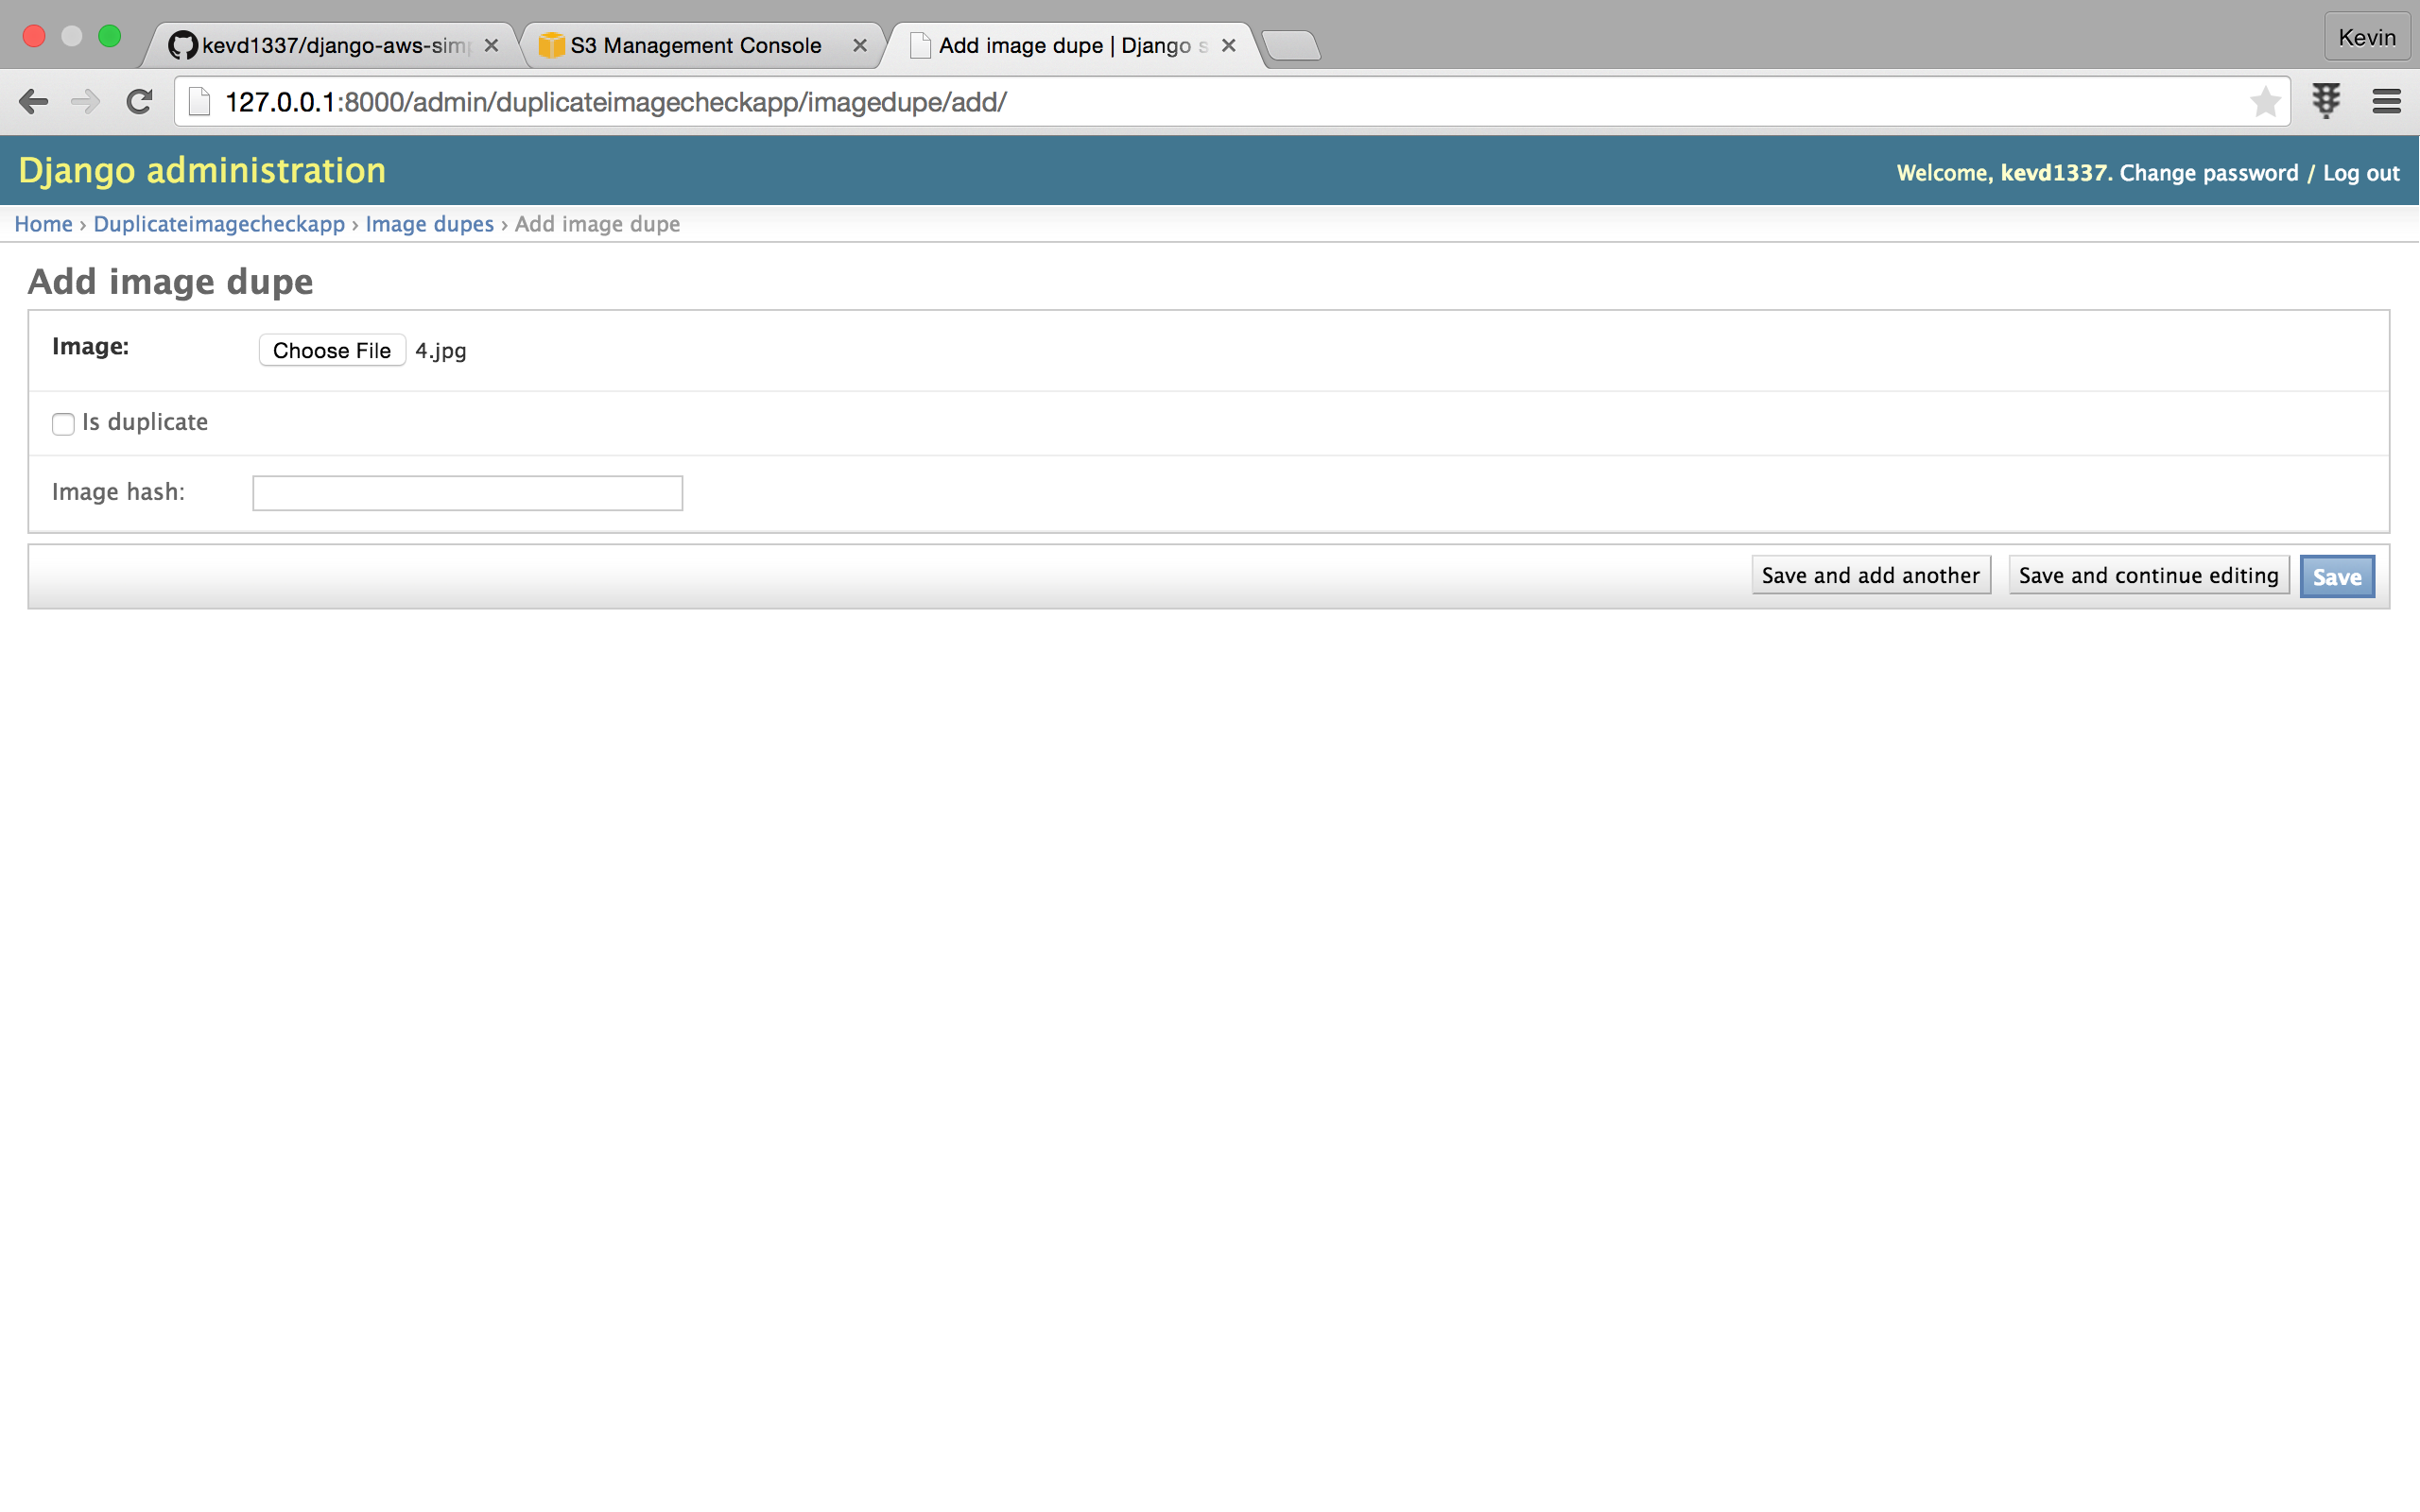 kevd1337/django-aws-sim
S3 Management Console
Add image dupe | Django s
Kevin
127.0.0.1:8000/admin/duplicateimagecheckapp/imagedupe/add/
Django administration
Welcome, kevd1337. Change password / Log out
Home › Duplicateimagecheckapp › Image dupes › Add image dupe
Add image dupe
Image: Choose File 4.jpg
Is duplicate
Image hash:
Save and add another Save and continue editing Save